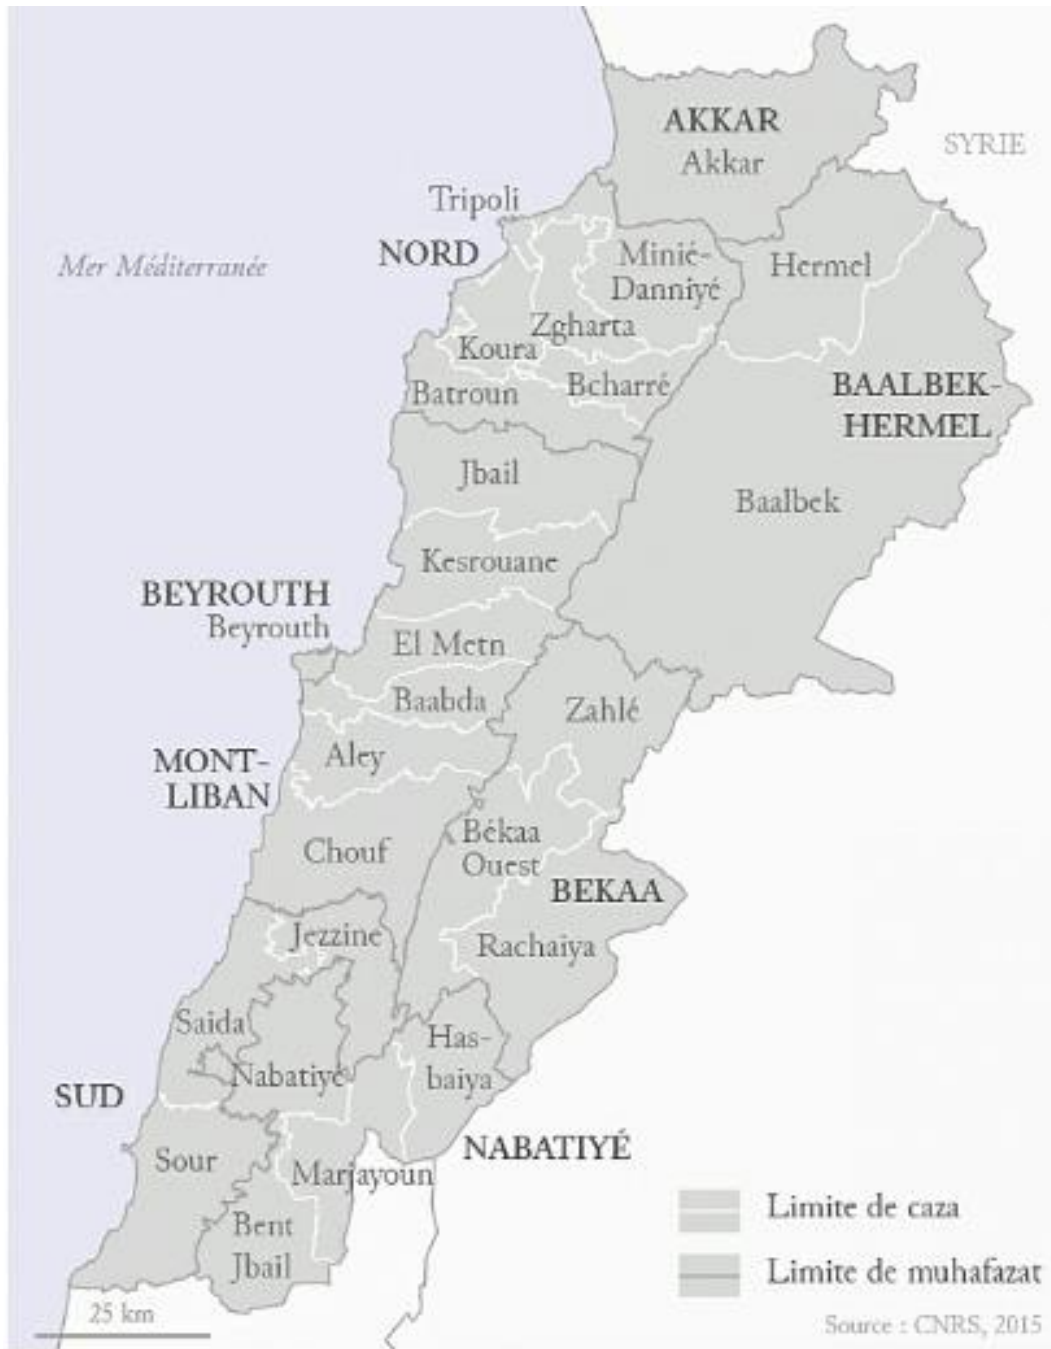 AKKAR
Akkar
SYRIE
Tripoli
NORD
Mer Méditerranée
Minié-
Danniyé
Hermel
Zgharta
Koura
Batroun
Bcharré
BAALBEK-
HERMEL
Jbail
Baalbek
Kesrouane
BEYROUTH
Beyrouth
El Metn
Baabda
Zahlé
Aley
MONT-
LIBAN
Chouf
Békaa
Ouest
BEKAA
Jezzine
Rachaiya
Saida
Has-
baiya
Nabatiyé
SUD
NABATIYÉ
Sour
Marjayoun
Bent
Jbail
Limite de caza
Limite de muhafazat
25 km
Source : CNRS, 2015